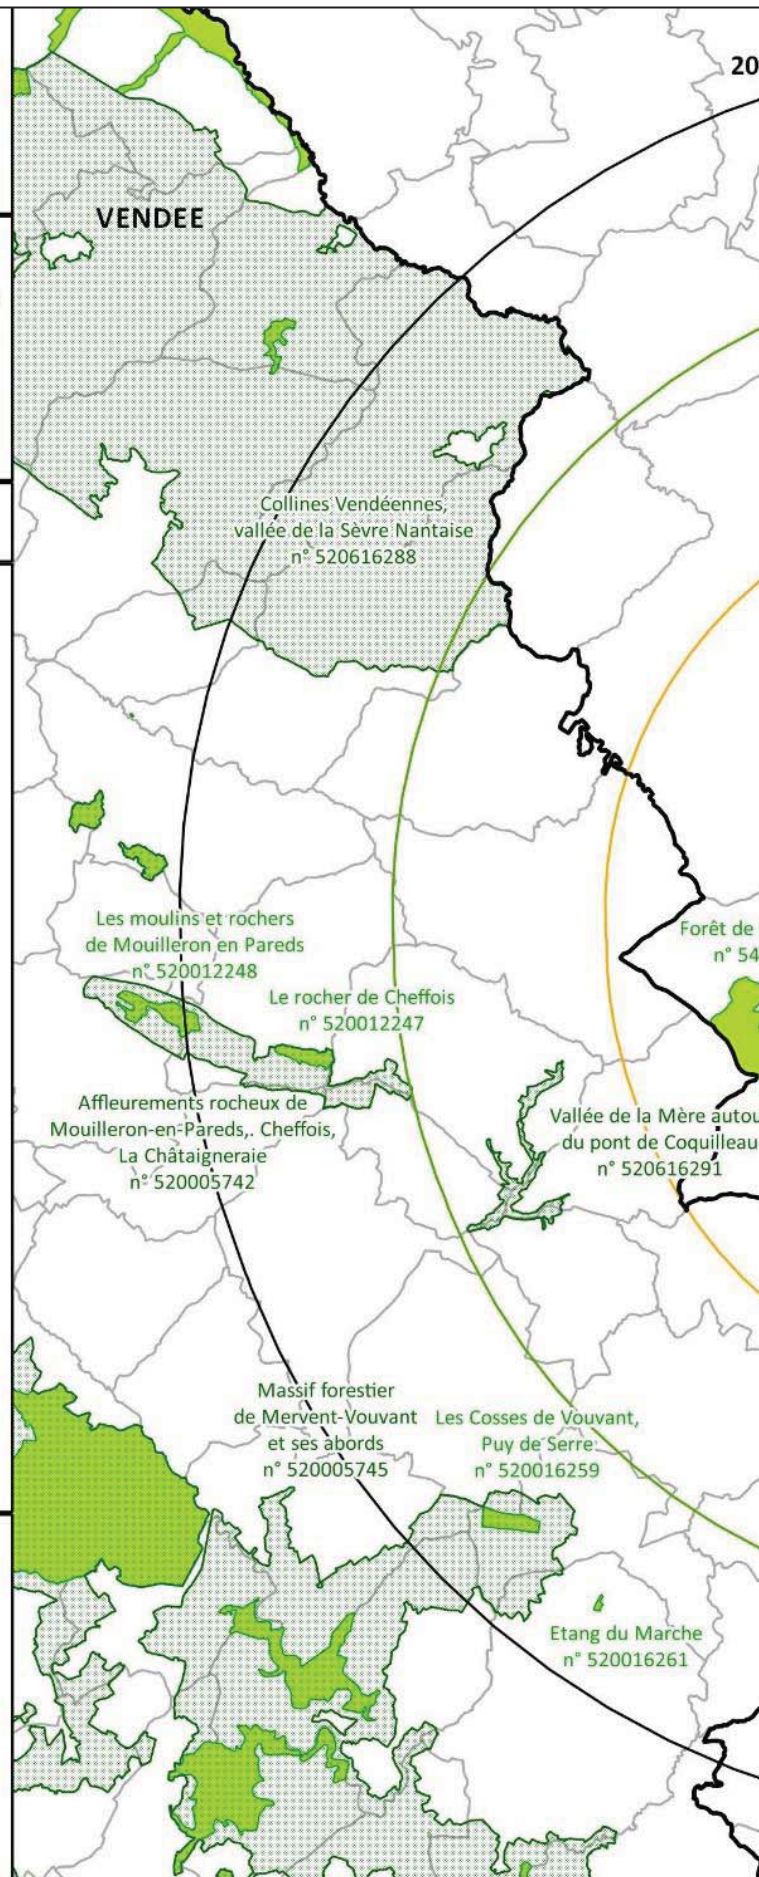 20
VENDEE
Collines Vendéennes,
vallée de la Sèvre Nantaise
n° 520616288
Les moulins et rochers
de Mouilleron en Pareds
n° 520012248
Forêt de
n° 54
Le rocher de Cheffois
n° 520012247
Affleurements rocheux de
Mouilleron-en-Pareds,. Cheffois,
La Châtaigneraie
n° 520005742
Vallée de la Mère autou
du pont de Coquilleau
n° 520616291
Massif forestier
de Mervent-Vouvant
et ses abords
n° 520005745
Les Cosses de Vouvant,
Puy de Serre
n° 520016259
Etang du Marche
n° 520016261